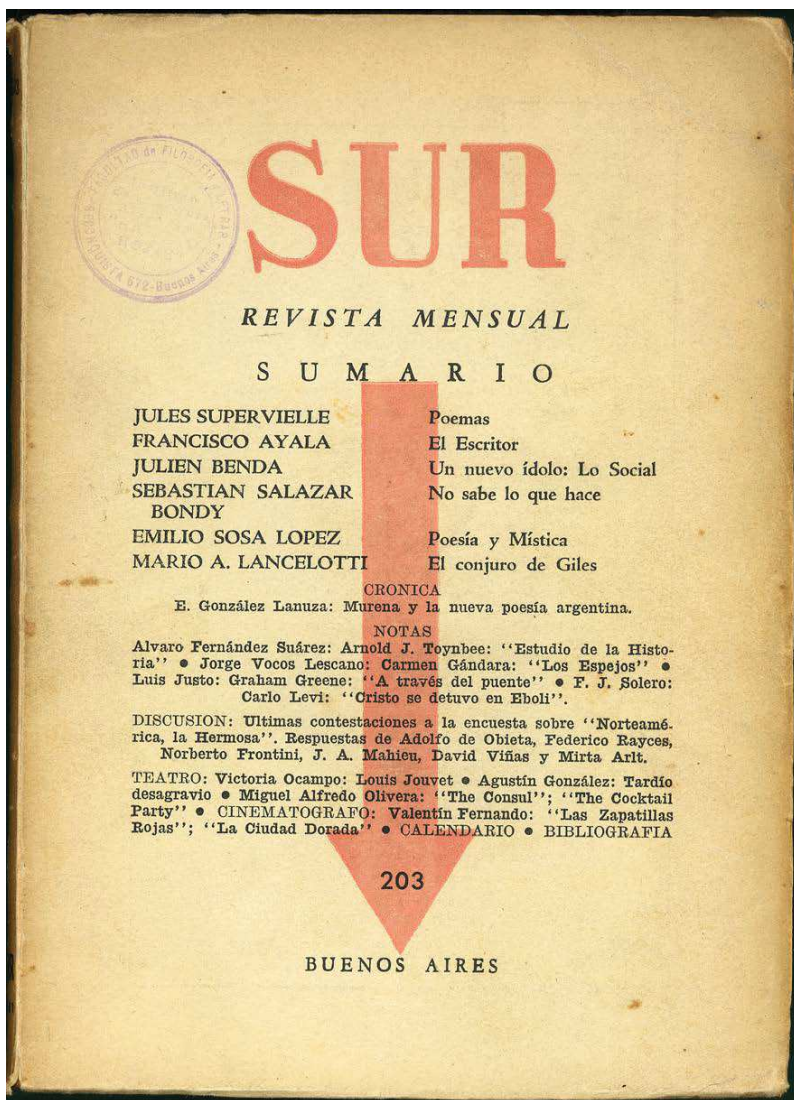 SUR
FACULTAD de FILOSOFIA
672-Buenos Aires
REVISTA MENSUAL
SUMARIO
JULES SUPERVIELLE Poemas
FRANCISCO AYALA El Escritor
JULIEN BENDA Un nuevo ídolo: Lo Social
SEBASTIAN SALAZAR No sabe lo que hace
BONDY
EMILIO SOSA LOPEZ Poesía y Mística
MARIO A. LANCELOTTI El conjuro de Giles
CRONICA
E. González Lanuza: Murena y la nueva poesía argentina.
NOTAS
Alvaro Fernández Suárez: Arnold J. Toynbee: ‘‘Estudio de la Histo-
ria’’ ● Jorge Vocos Lescano: Carmen Gándara: ‘‘Los Espejos’’ ●
Luis Justo: Graham Greene: ‘‘A través del puente’’ ● F. J. Solero:
Carlo Levi: ‘‘Cristo se detuvo en Eboli’’.
DISCUSION: Ultimas contestaciones a la encuesta sobre ‘‘Norteamé-
rica, la Hermosa’’. Respuestas de Adolfo de Obieta, Federico Rayces,
Norberto Frontini, J. A. Mahieu, David Viñas y Mirta Arlt.
TEATRO: Victoria Ocampo: Louis Jouvet ● Agustín González: Tardío
desagravio ● Miguel Alfredo Olivera: ‘‘The Consul’’; ‘‘The Cocktail
Party’’ ● CINEMATOGRAFO: Valentín Fernando: ‘‘Las Zapatillas
Rojas’’; ‘‘La Ciudad Dorada’’ ● CALENDARIO ● BIBLIOGRAFIA
203
BUENOS AIRES